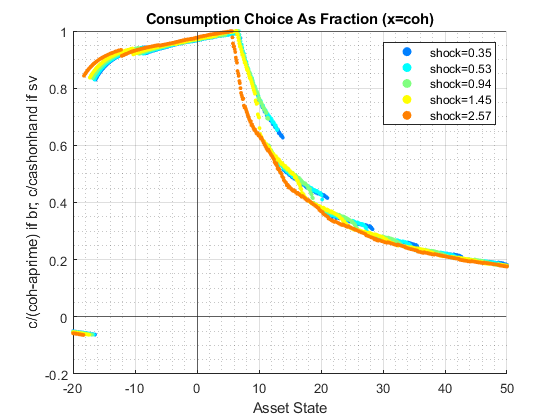 Consumption Choice As Fraction (x=coh)
c/(coh-aprime) if br; c/cashonhand if sv
1
0.8
0.6
0.4
0.2
0
-0.2
shock=0.35
shock=0.53
shock=0.94
shock=1.45
shock=2.57
-20 -10 0 10 20 30 40 50
Asset State